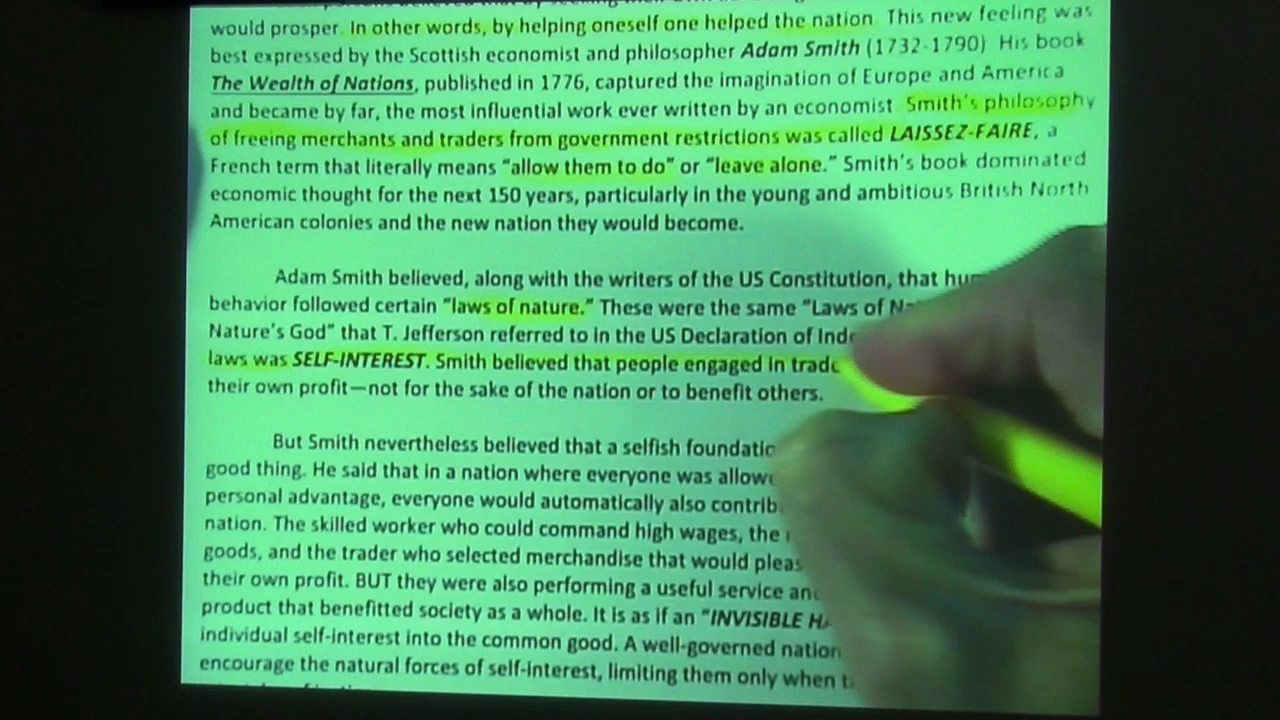 would prosper. In other words, by helping oneself one helped the nation. This new feeling was
best expressed by the Scottish economist and philosopher Adam Smith (1732-1790) His book
The Wealth of Nations, published in 1776, captured the imagination of Europe and America
and became by far, the most influential work ever written by an economist. Smith's philosophy
of freeing merchants and traders from government restrictions was called LAISSEZ-FAIRE, a
French term that literally means "allow them to do" or "leave alone." Smith's book dominated
economic thought for the next 150 years, particularly in the young and ambitious British North
American colonies and the new nation they would become.
Adam Smith believed, along with the writers of the US Constitution, that
behavior followed certain "laws of nature." These were the same "Laws of
Nature's God" that T. Jefferson referred to in the US Declaration of
laws was SELF-INTEREST. Smith believed that people engaged in trade
their own profit—not for the sake of the nation or to benefit others.
But Smith nevertheless believed that a selfish
good thing. He said that in a nation where everyone was
personal advantage, everyone would automatically also
nation. The skilled worker who could command high wages, the
goods, and the trader who selected merchandise that would
their own profit. BUT they were also performing a useful service
product that benefitted society as a whole. It is as if an "INVISIBLE
individual self-interest into the common good. A well-governed nation
encourage the natural forces of self-interest, limiting them only when